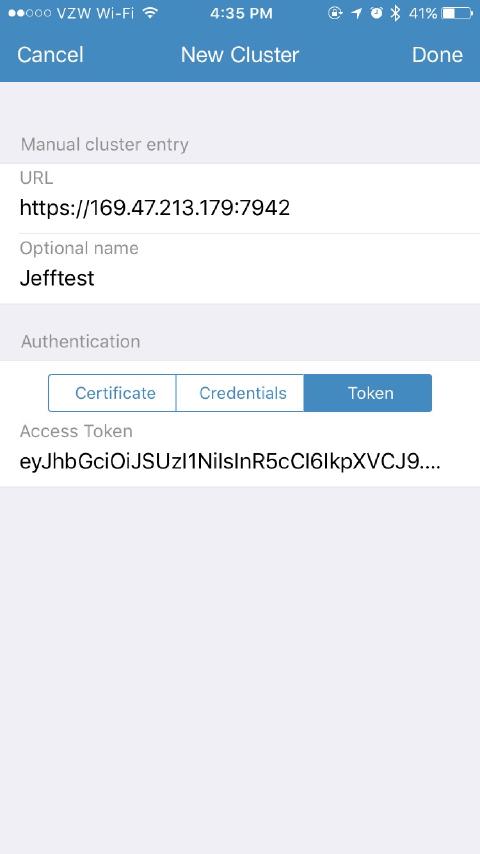 VZW Wi-Fi 4:35 PM 41%
Cancel New Cluster Done
Manual cluster entry
URL
https://169.47.213.179:7942
Optional name
Jefftest
Authentication
Certificate Credentials Token
Access Token
eyJhbGciOiJSUzI1NiIsInR5cCI6IkpXVCJ9....